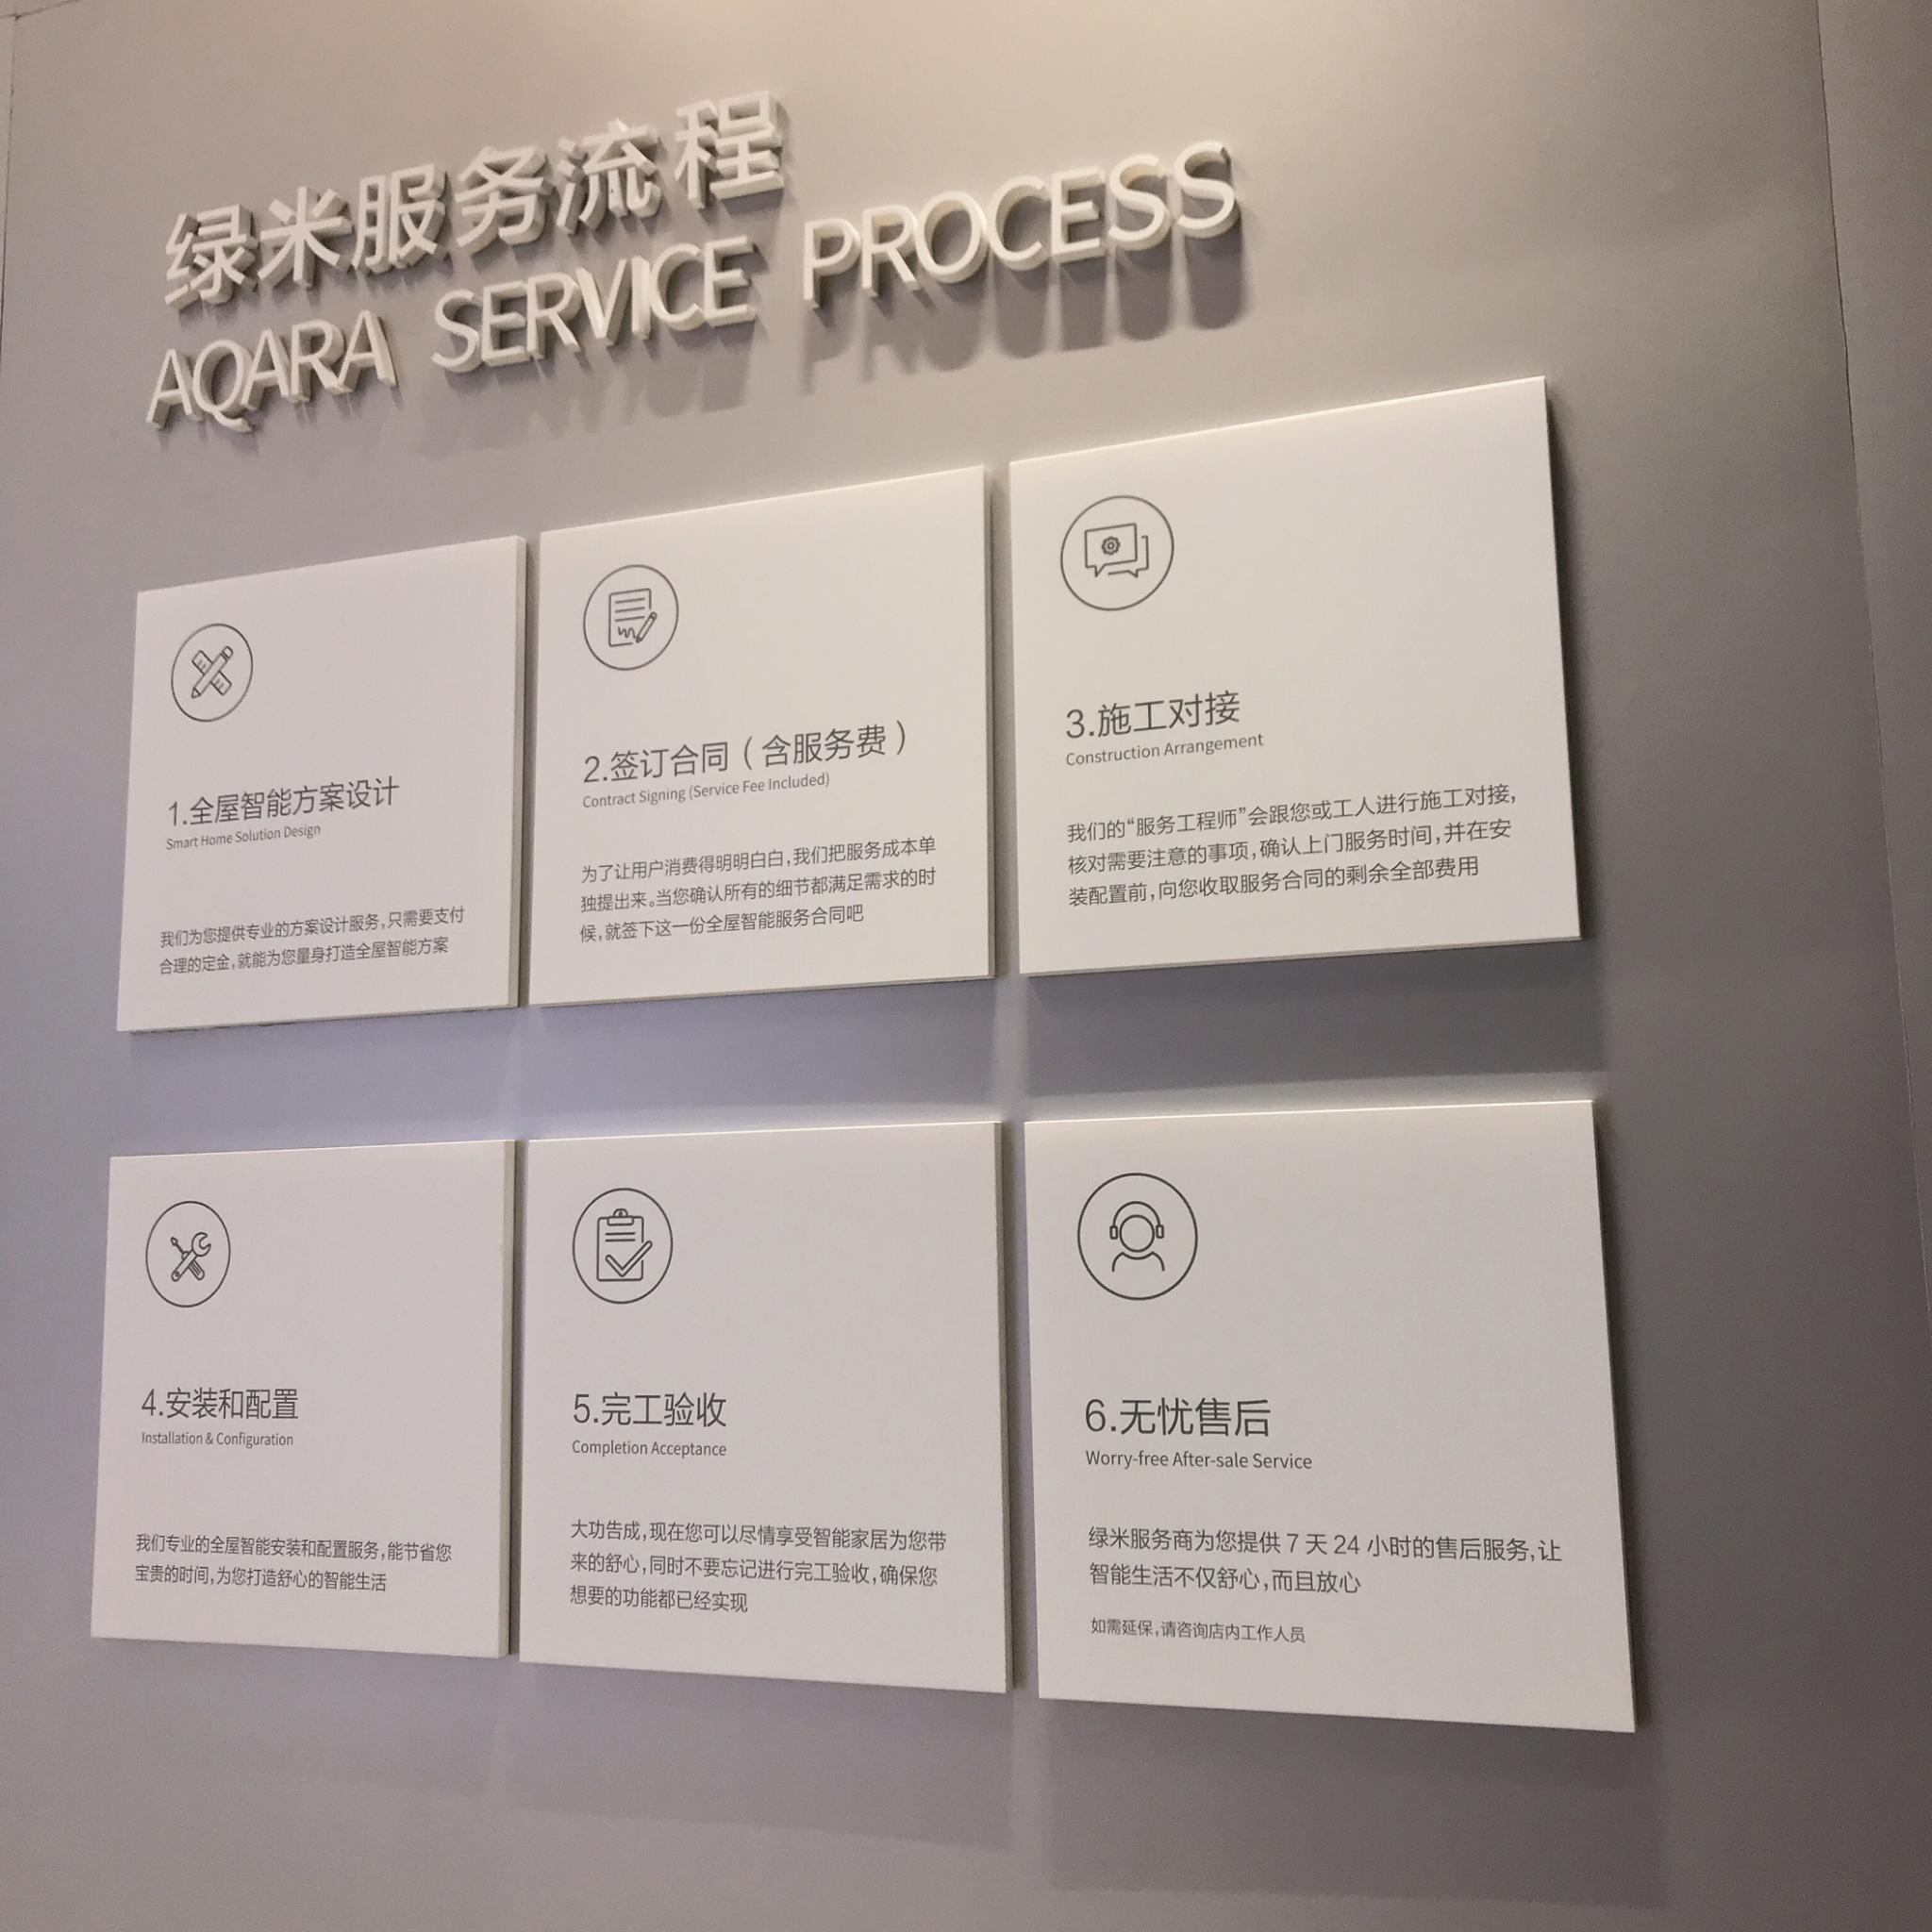 绿米服务流程
AQARA SERVICE PROCESS
1.全屋智能方案设计
Smart Home Solution Design
我们为您提供专业的方案设计服务,只需要支付
合理的定金,就能为您量身打造全屋智能方案
2.签订合同（含服务费）
Contract Signing (Service Fee Included)
为了让用户消费得明明白白,我们把服务成本单
独提出来。当您确认所有的细节都满足需求的时
候,就签下这一份全屋智能服务合同吧
3.施工对接
Construction Arrangement
我们的“服务工程师”会跟您或工人进行施工对接,
核对需要注意的事项,确认上门服务时间,并在安
装配置前,向您收取服务合同的剩余全部费用
4.安装和配置
Installation & Configuration
我们专业的全屋智能安装和配置服务,能节省您
宝贵的时间,为您打造舒心的智能生活
5.完工验收
Completion Acceptance
大功告成,现在您可以尽情享受智能家居为您带
来的舒心,同时不要忘记进行完工验收,确保您
想要的功能都已经实现
6.无忧售后
Worry-free After-sale Service
绿米服务商为您提供 7 天 24 小时的售后服务,让
智能生活不仅舒心,而且放心
如需延保,请咨询店内工作人员